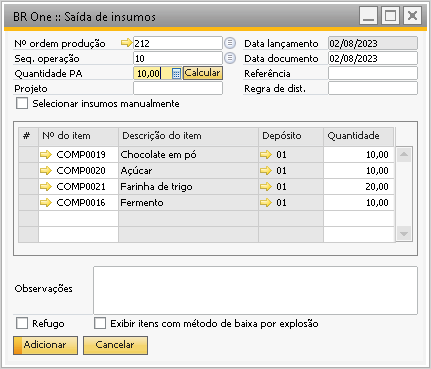 BR One :: Saída de insumos
Nº ordem produção 212 Data lançamento 02/08/2023
Seq. operação 10 Data documento 02/08/2023
Quantidade PA 10,00 Calcular Referência
Projeto Regra de dist.
Selecionar insumos manualmente
# Nº do item Descrição do item Depósito Quantidade
COMP0019 Chocolate em pó 01 10,00
COMP0020 Açúcar 01 10,00
COMP0021 Farinha de trigo 01 20,00
COMP0016 Fermento 01 10,00
Observações
Refugo Exibir itens com método de baixa por explosão
Adicionar Cancelar